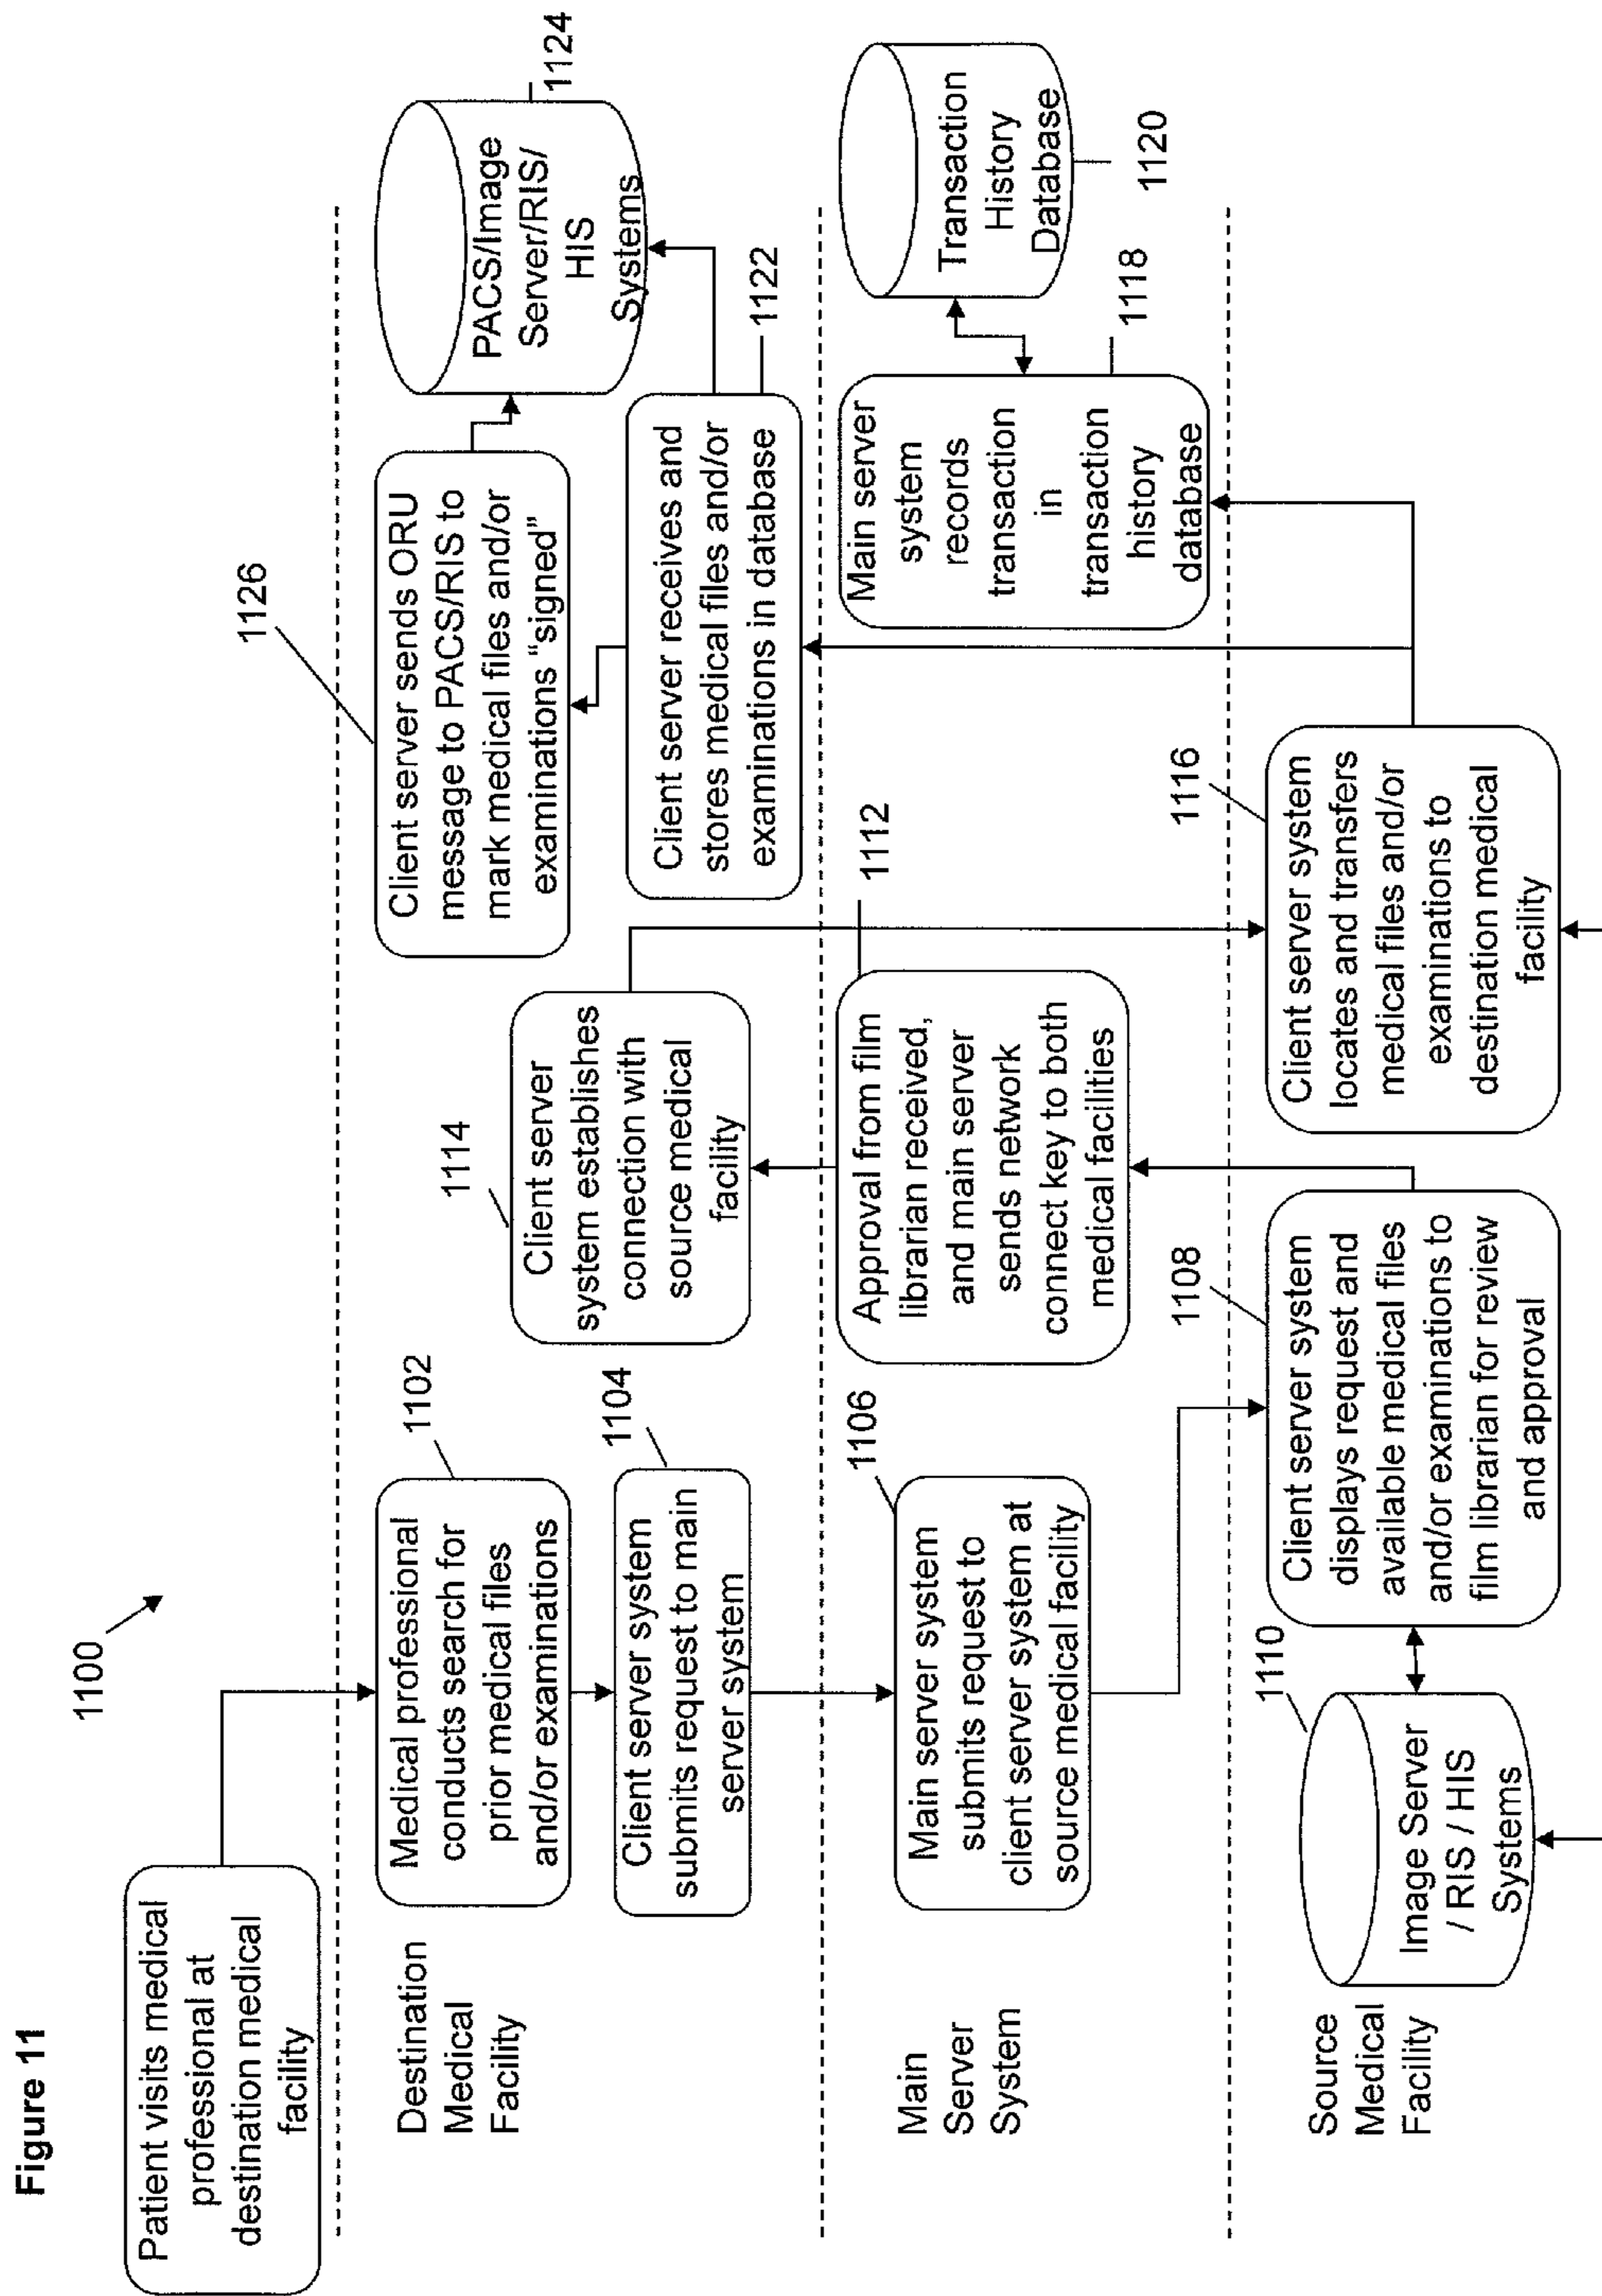 Figure 11
1100
Patient visits medical
professional at
destination medical
facility
Destination
Medical
Facility
Medical professional
conducts search for
prior medical files
and/or examinations
1102
Client server system
submits request to main
server system
1104
Client server
system establishes
connection with
source medical
facility
1114
Client server sends ORU
message to PACS/RIS to
mark medical files and/or
examinations “signed”
1126
Client server receives and
stores medical files and/or
examinations in database
1122
PACS/Image
Server/RIS/
HIS
Systems
1124
Main
Server
System
Main server system
submits request to
client server system at
source medical facility
1106
Approval from film
librarian received,
and main server
sends network
connect key to both
medical facilities
1112
Main server
system
records
transaction
in
transaction
history
database
1118
Transaction
History
Database
1120
Source
Medical
Facility
Image Server
/ RIS / HIS
Systems
1110
Client server system
displays request and
available medical files
and/or examinations to
film librarian for review
and approval
1108
Client server system
locates and transfers
medical files and/or
examinations to
destination medical
facility
1116